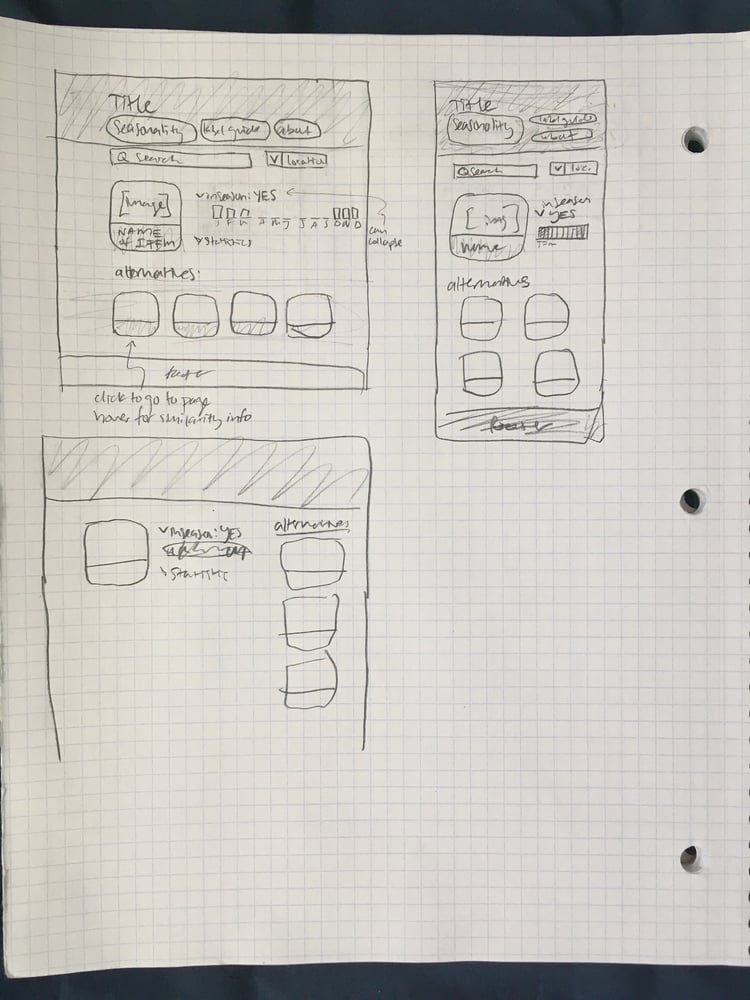 Title
Seasonality label guide about
Search v location
[image] v in season: YES
J F M A M J J A S O N D
NAME OF ITEM > STATISTICS
can collapse
alternatives:
footer
click to go to page
hover for similarity info
Title
Seasonality label guide
about
Search v loc.
[img] in season
v YES
name
alternatives
footer
v in season: YES
> STATISTIC
alternatives